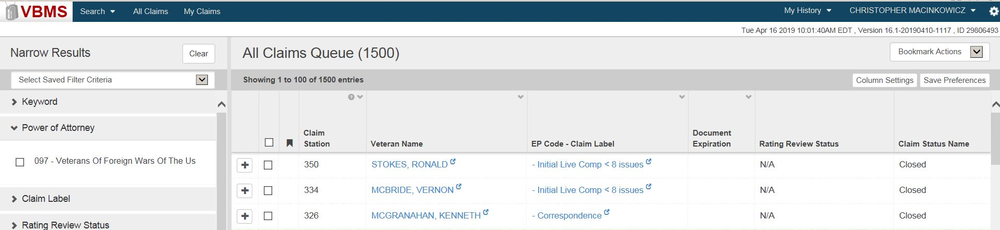 VBMS Search All Claims My Claims My History CHRISTOPHER MACINKOWICZ
Tue Apr 16 2019 10:01:40AM EDT , Version 16.1-20190410-1117 , ID 29806493
Narrow Results Clear
Select Saved Filter Criteria
Keyword
Power of Attorney
097 - Veterans Of Foreign Wars Of The Us
Claim Label
Rating Review Status
All Claims Queue (1500) Bookmark Actions
Showing 1 to 100 of 1500 entries Column Settings Save Preferences
Claim Station Veteran Name EP Code - Claim Label Document Expiration Rating Review Status Claim Status Name
350 STOKES, RONALD - Initial Live Comp < 8 issues N/A Closed
334 MCBRIDE, VERNON - Initial Live Comp < 8 issues N/A Closed
326 MCGRANAHAN, KENNETH - Correspondence N/A Closed